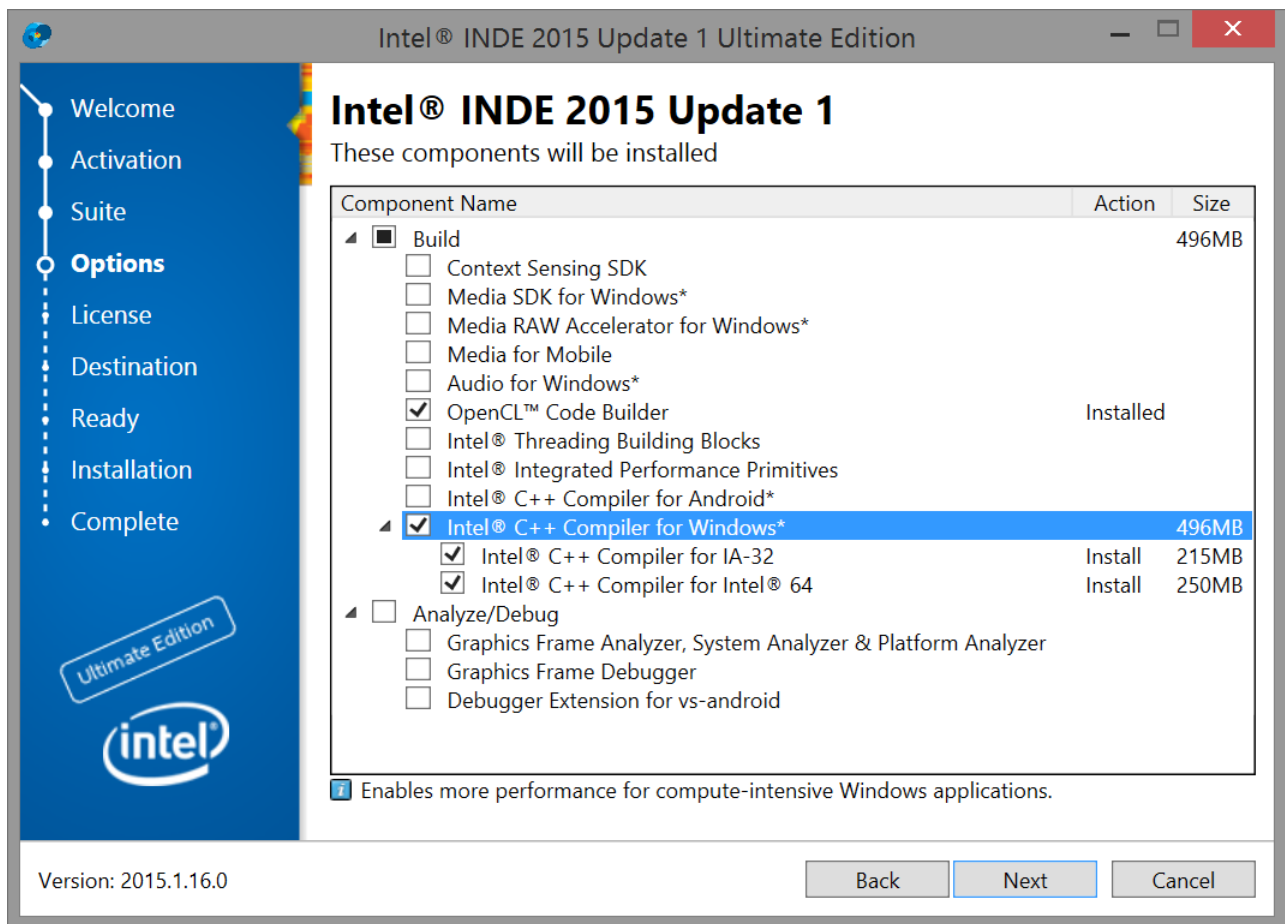 Intel® INDE 2015 Update 1 Ultimate Edition
Welcome
Activation
Suite
Options
License
Destination
Ready
Installation
Complete
Ultimate Edition
intel®
Intel® INDE 2015 Update 1
These components will be installed
Component Name Action Size
Build 496MB
Context Sensing SDK
Media SDK for Windows*
Media RAW Accelerator for Windows*
Media for Mobile
Audio for Windows*
OpenCL™ Code Builder Installed
Intel® Threading Building Blocks
Intel® Integrated Performance Primitives
Intel® C++ Compiler for Android*
Intel® C++ Compiler for Windows* 496MB
Intel® C++ Compiler for IA-32 Install 215MB
Intel® C++ Compiler for Intel® 64 Install 250MB
Analyze/Debug
Graphics Frame Analyzer, System Analyzer & Platform Analyzer
Graphics Frame Debugger
Debugger Extension for vs-android
Enables more performance for compute-intensive Windows applications.
Version: 2015.1.16.0
Back Next Cancel